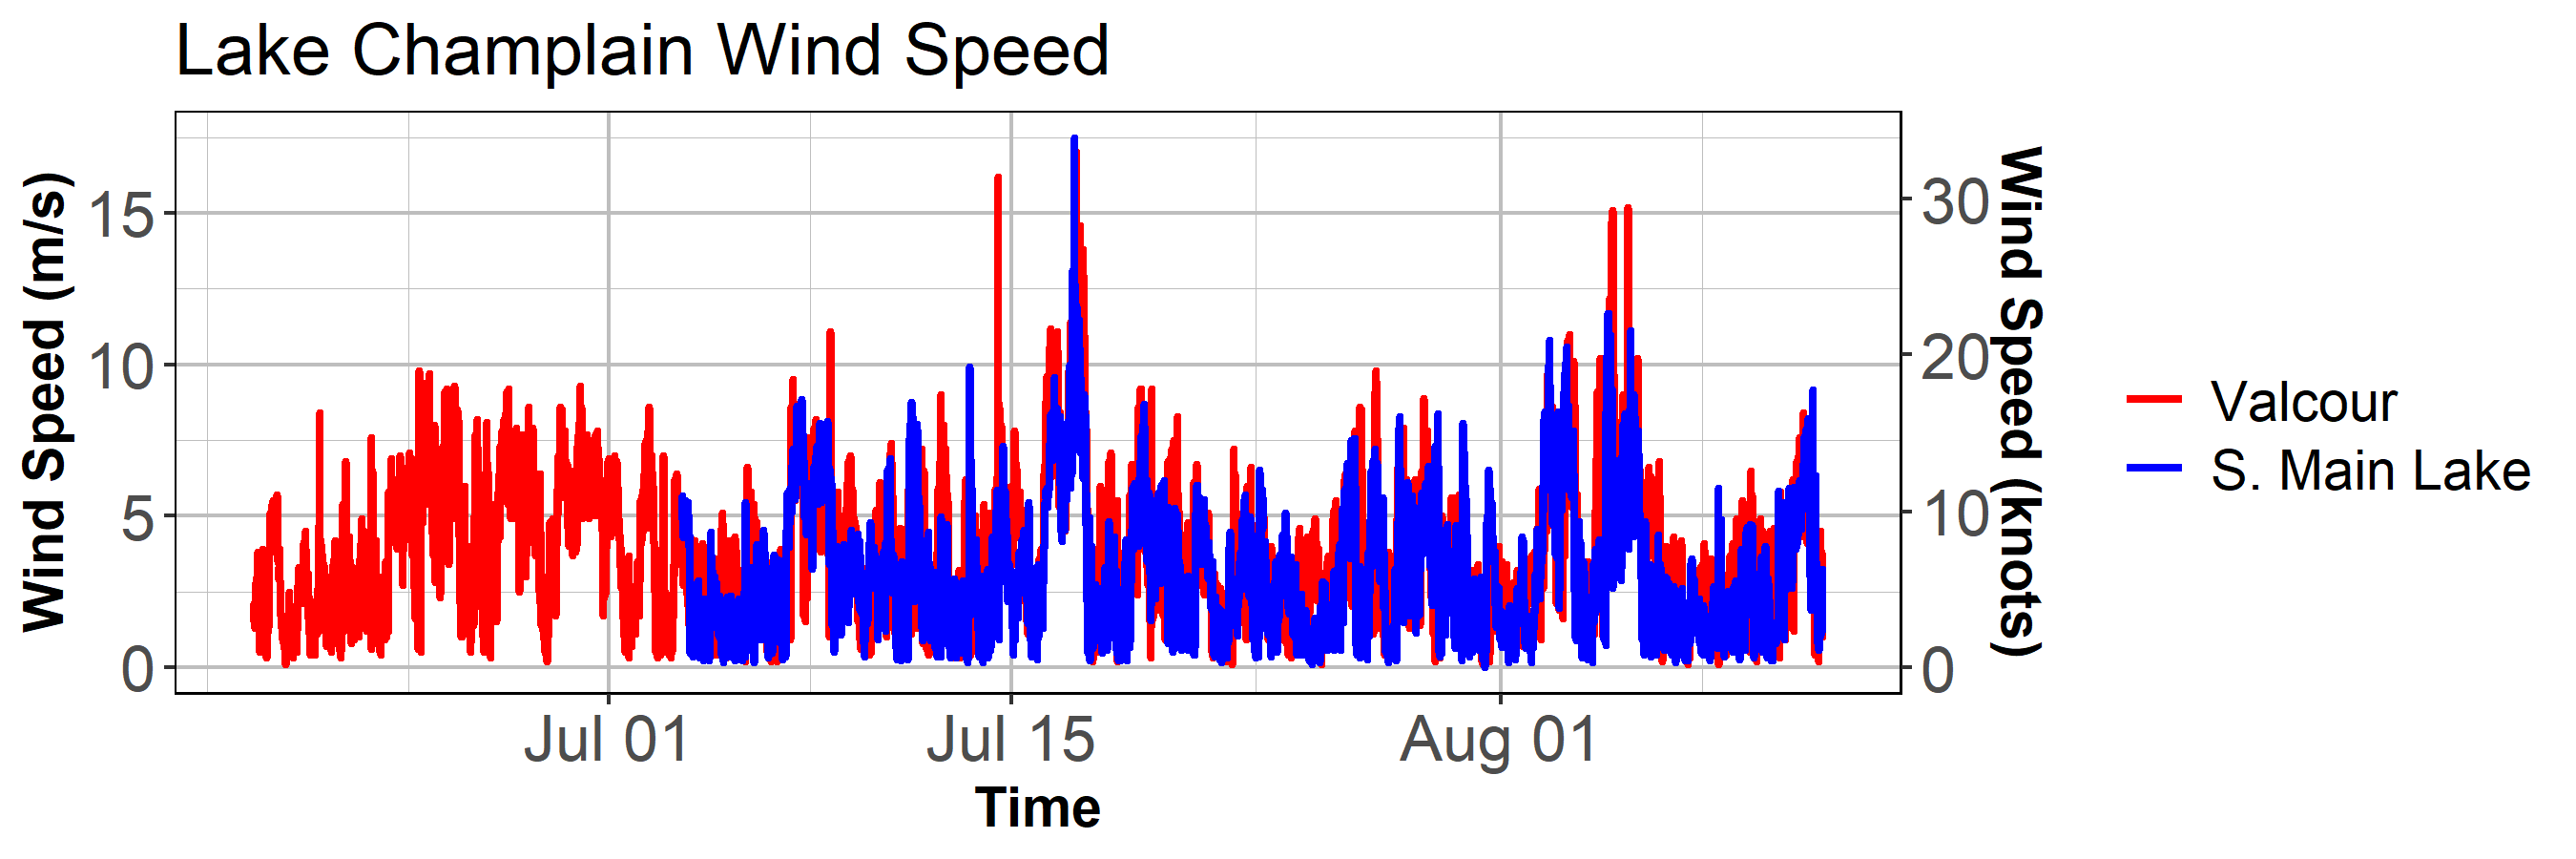 Lake Champlain Wind Speed
Wind Speed (m/s)
15
10
5
0
30
20
10
0
Wind Speed (knots)
Jul 01
Jul 15
Aug 01
Time
Valcour
S. Main Lake